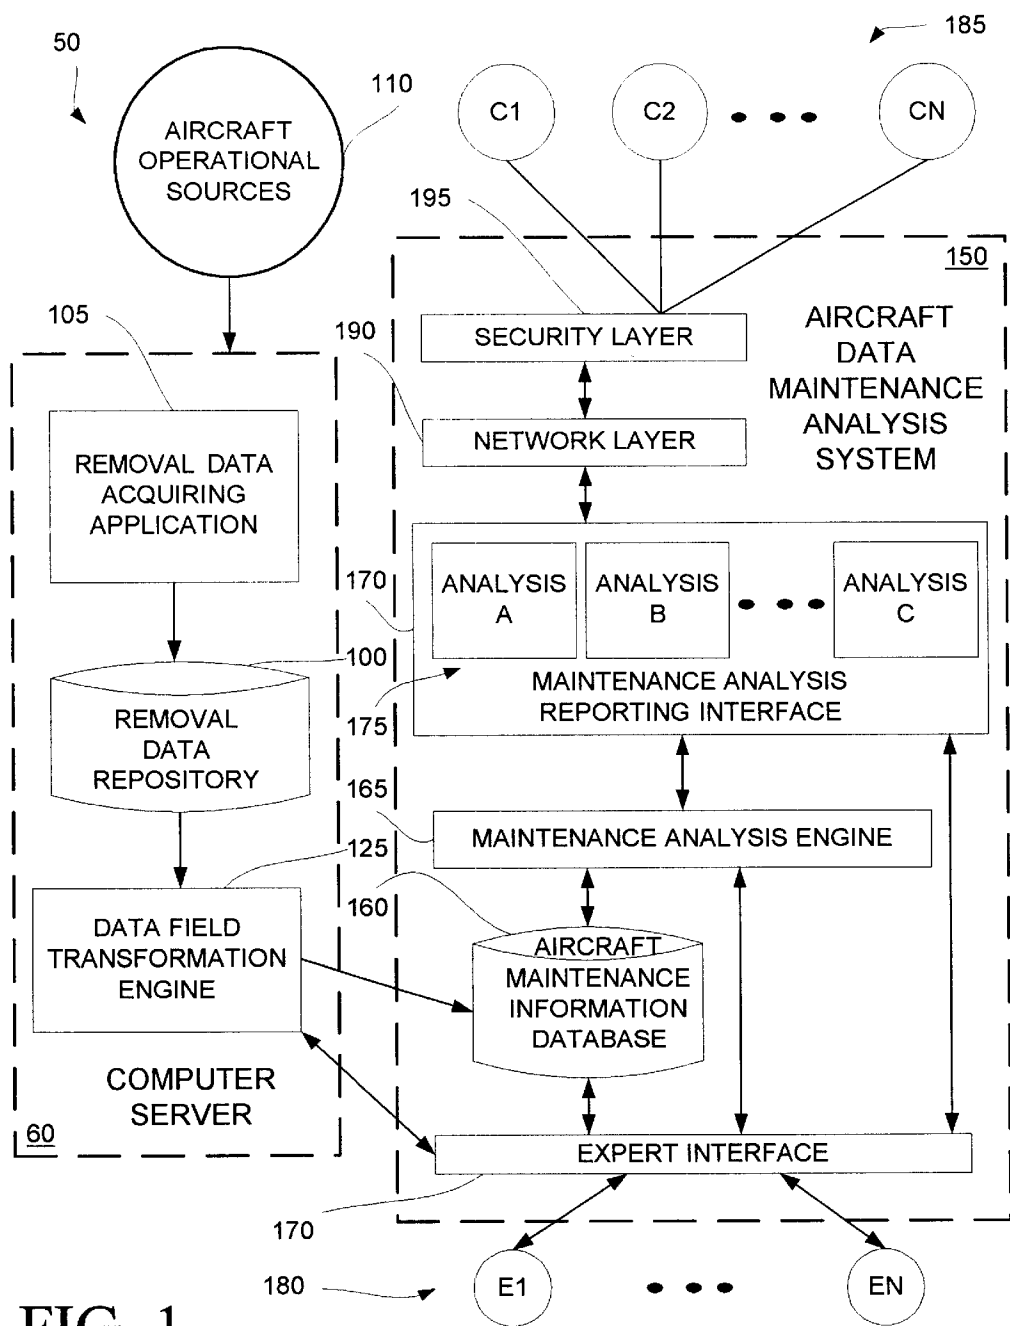 50
185
AIRCRAFT
OPERATIONAL
SOURCES
110
C1
C2
CN
195
150
105
190
SECURITY LAYER
AIRCRAFT
DATA
MAINTENANCE
ANALYSIS
SYSTEM
NETWORK LAYER
REMOVAL DATA
ACQUIRING
APPLICATION
170
ANALYSIS
A
ANALYSIS
B
ANALYSIS
C
100
175
MAINTENANCE ANALYSIS
REPORTING INTERFACE
REMOVAL
DATA
REPOSITORY
165
MAINTENANCE ANALYSIS ENGINE
125
160
DATA FIELD
TRANSFORMATION
ENGINE
AIRCRAFT
MAINTENANCE
INFORMATION
DATABASE
COMPUTER
SERVER
60
EXPERT INTERFACE
170
180
E1
EN
FIG. 1